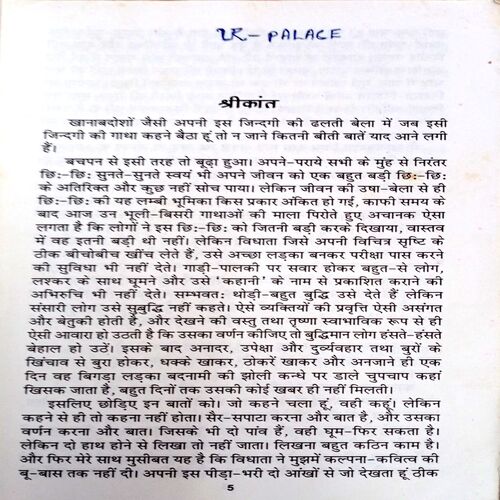 घर - PALACE
श्रीकांत
खानाबदोशों जैसी अपनी इस जिन्दगी की ढलती बेला में जब इसी
जिन्दगी की गाथा कहने बैठा हूं तो न जाने कितनी बीती बातें याद आने लगी
हैं।
बचपन से इसी तरह तो बूढ़ा हुआ। अपने-पराये सभी के मुंह से निरंतर
छि:-छि: सुनते-सुनते स्वयं भी अपने जीवन को एक बहुत बड़ी छि:-छि:
के अतिरिक्त और कुछ नहीं सोच पाया। लेकिन जीवन की उषा-बेला से ही
छि:-छि: की यह लम्बी भूमिका किस प्रकार अंकित हो गई, काफी समय के
बाद आज उन भूली-बिसरी गाथाओं की माला पिरोते हुए अचानक ऐसा
लगता है कि लोगों ने इस छि:-छि: को जितनी बड़ी करके दिखाया, वास्तव
में वह इतनी बड़ी थी नहीं। लेकिन विधाता जिसे अपनी विचित्र सृष्टि के
ठीक बीचोबीच खींच लेते हैं, उसे अच्छा लड़का बनकर परीक्षा पास करने
की सुविधा भी नहीं देते। गाड़ी-पालकी पर सवार होकर बहुत-से लोग,
लश्कर के साथ घूमने और उसे 'कहानी' के नाम से प्रकाशित कराने की
अभिरुचि भी नहीं देते। सम्भवत: थोड़ी-बहुत बुद्धि उसे देते हैं लेकिन
संसारी लोग उसे सुबुद्धि नहीं कहते। ऐसे व्यक्तियों की प्रवृत्ति ऐसी असंगत
और बेतुकी होती है, और देखने की वस्तु तथा तृष्णा स्वाभाविक रूप से ही
ऐसी आवारा हो उठती है कि उसका वर्णन कीजिए तो बुद्धिमान लोग हंसते-हंसते
बेहाल हो उठें। इसके बाद अनादर, उपेक्षा और दुर्व्यवहार तथा बुरों के
खिंचाव से बुरा होकर, धक्के खाकर, ठोकरें खाकर और अनजाने ही एक
दिन वह बिगड़ा लड़का बदनामी की झोली कन्धे पर डाले चुपचाप कहां
खिसक जाता है, बहुत दिनों तक उसकी कोई खबर ही नहीं मिलती।
इसलिए छोड़िए इन बातों को। जो कहने चला हूं, वही कहूं। लेकिन
कहने से ही तो कहना नहीं होता। सैर-सपाटा करना और बात है, और उसका
वर्णन करना और बात। जिसके भी दो पांव हैं, वही घूम-फिर सकता है।
लेकिन दो हाथ होने से लिखा तो नहीं जाता। लिखना बहुत कठिन काम है।
और फिर मेरे साथ मुसीबत यह है कि विधाता ने मुझमें कल्पना-कवित्व की
बू-बास तक नहीं दी। अपनी इस पीड़ा-भरी दो आंखों से जो देखता हूं ठीक
5